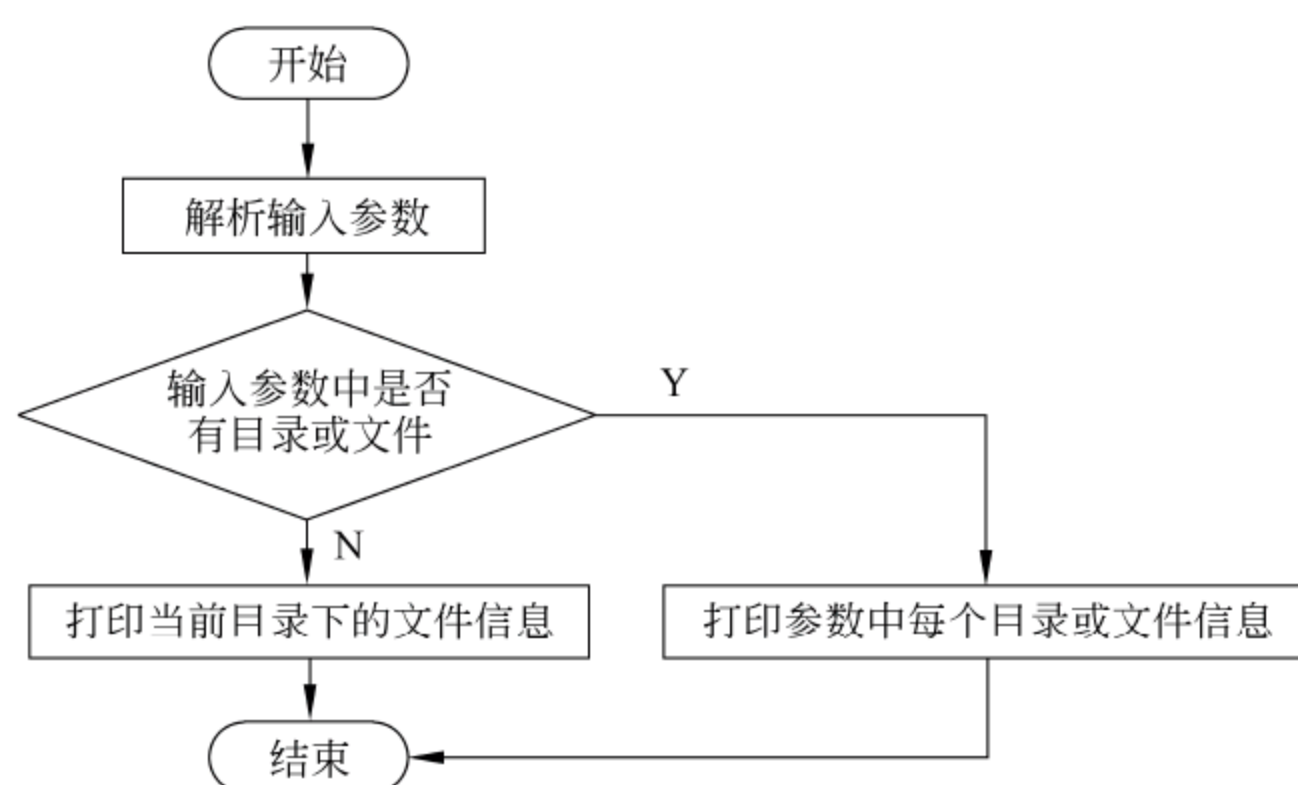 开始
解析输入参数
输入参数中是否
有目录或文件
Y
N
打印当前目录下的文件信息
打印参数中每个目录或文件信息
结束